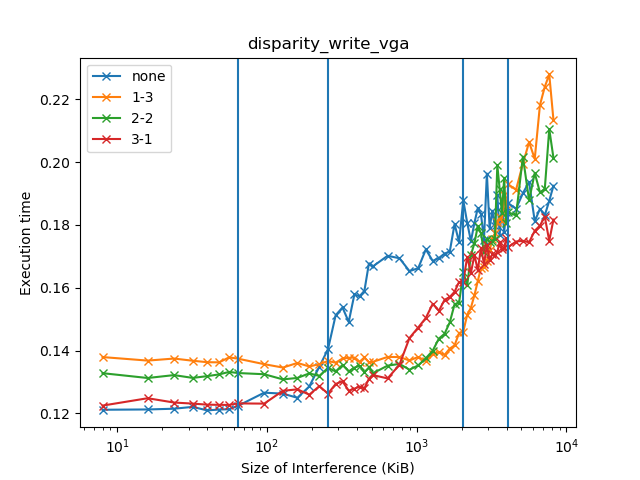 disparity_write_vga
none
1-3
2-2
3-1
Execution time
0.22
0.20
0.18
0.16
0.14
0.12
10¹ 10² 10³ 10⁴
Size of Interference (KiB)